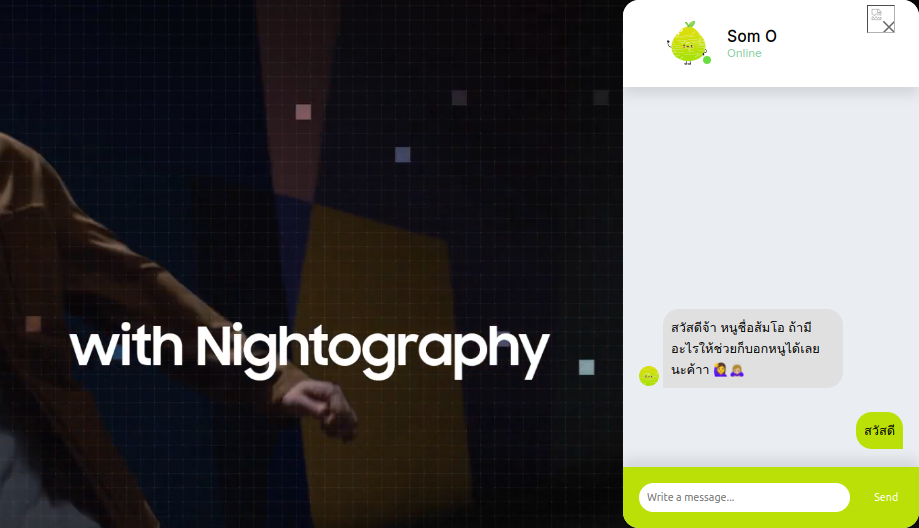 with Nightography
Som O
Online
สวัสดีจ้า หนูชื่อส้มโอ ถ้ามี
อะไรให้ช่วยก็บอกหนูได้เลย
นะค้าา 🙋‍♀️🙇🏼‍♀️
สวัสดี
Write a message...
Send